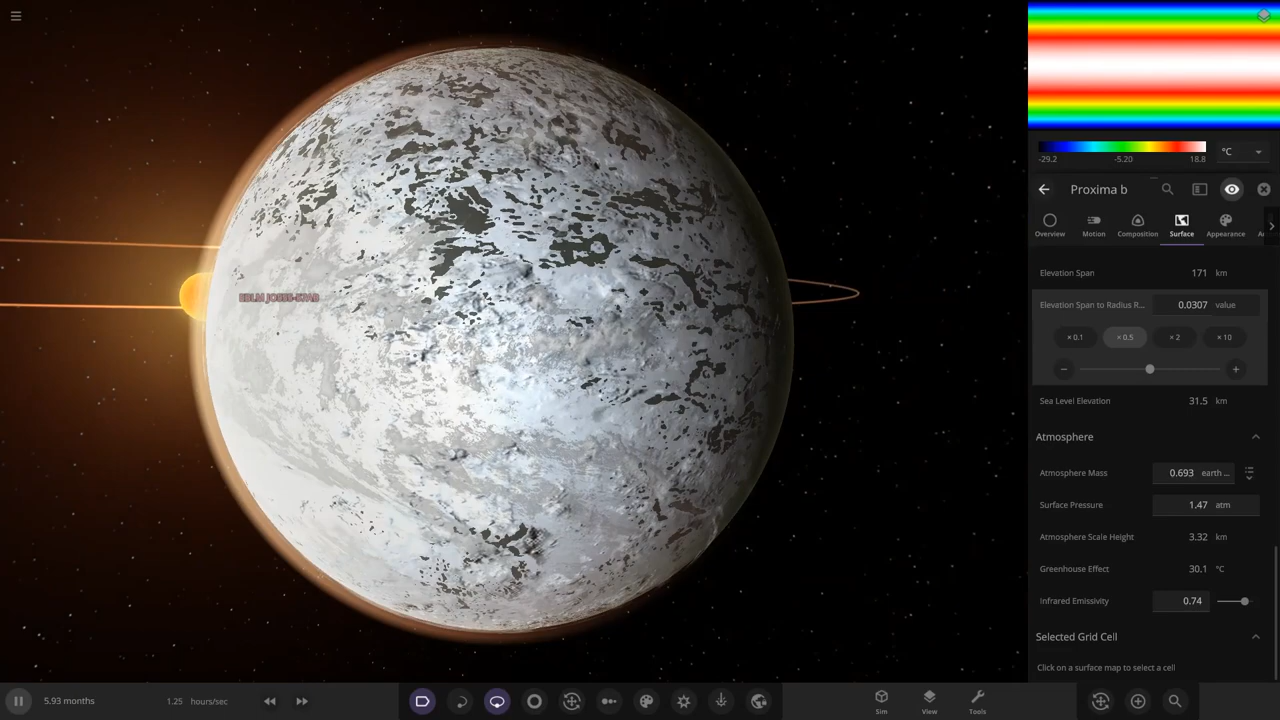 -29.2 -5.20 18.8 °C
Proxima b
Overview Motion Composition Surface Appearance
Elevation Span 171 km
Elevation Span to Radius R... 0.0307 value
× 0.1 × 0.5 × 2 × 10
Sea Level Elevation 31.5 km
Atmosphere
Atmosphere Mass 0.693 earth ...
Surface Pressure 1.47 atm
Atmosphere Scale Height 3.32 km
Greenhouse Effect 30.1 °C
Infrared Emissivity 0.74
Selected Grid Cell
Click on a surface map to select a cell
5.93 months 1.25 hours/sec
Sim View Tools